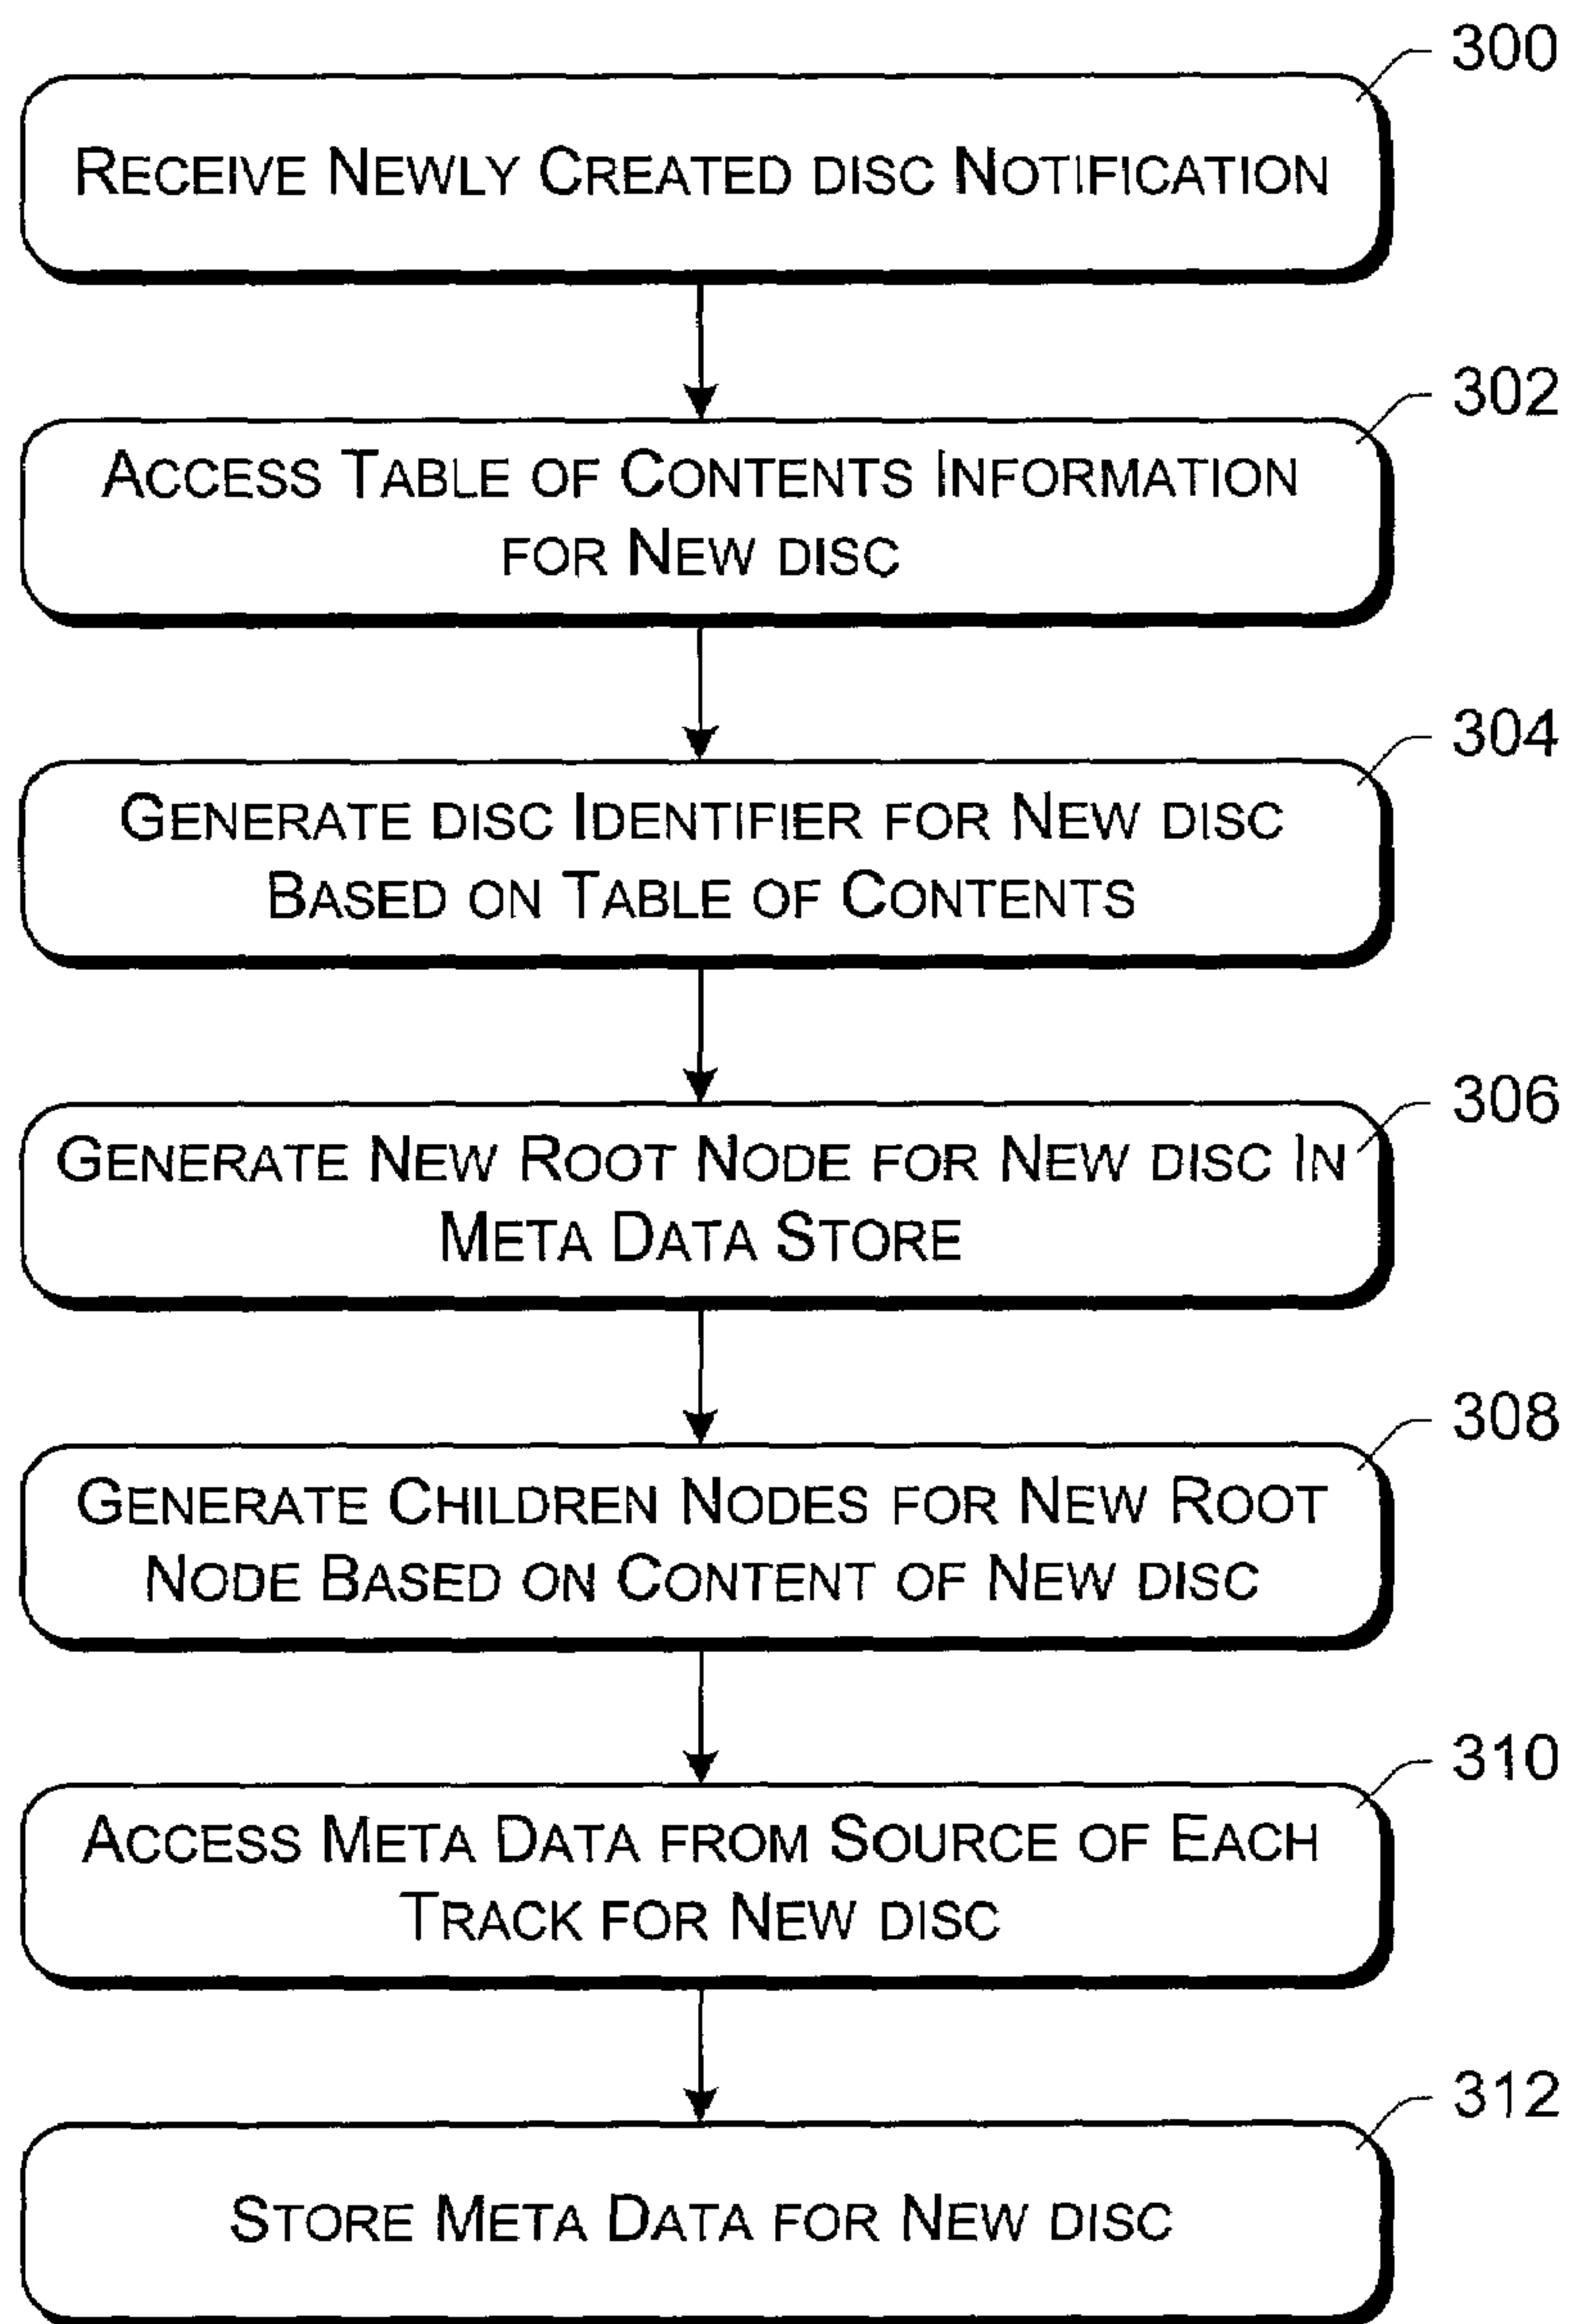 300
RECEIVE NEWLY CREATED DISC NOTIFICATION
302
ACCESS TABLE OF CONTENTS INFORMATION
FOR NEW DISC
304
GENERATE DISC IDENTIFIER FOR NEW DISC
BASED ON TABLE OF CONTENTS
306
GENERATE NEW ROOT NODE FOR NEW DISC IN
META DATA STORE
308
GENERATE CHILDREN NODES FOR NEW ROOT
NODE BASED ON CONTENT OF NEW DISC
310
ACCESS META DATA FROM SOURCE OF EACH
TRACK FOR NEW DISC
312
STORE META DATA FOR NEW DISC